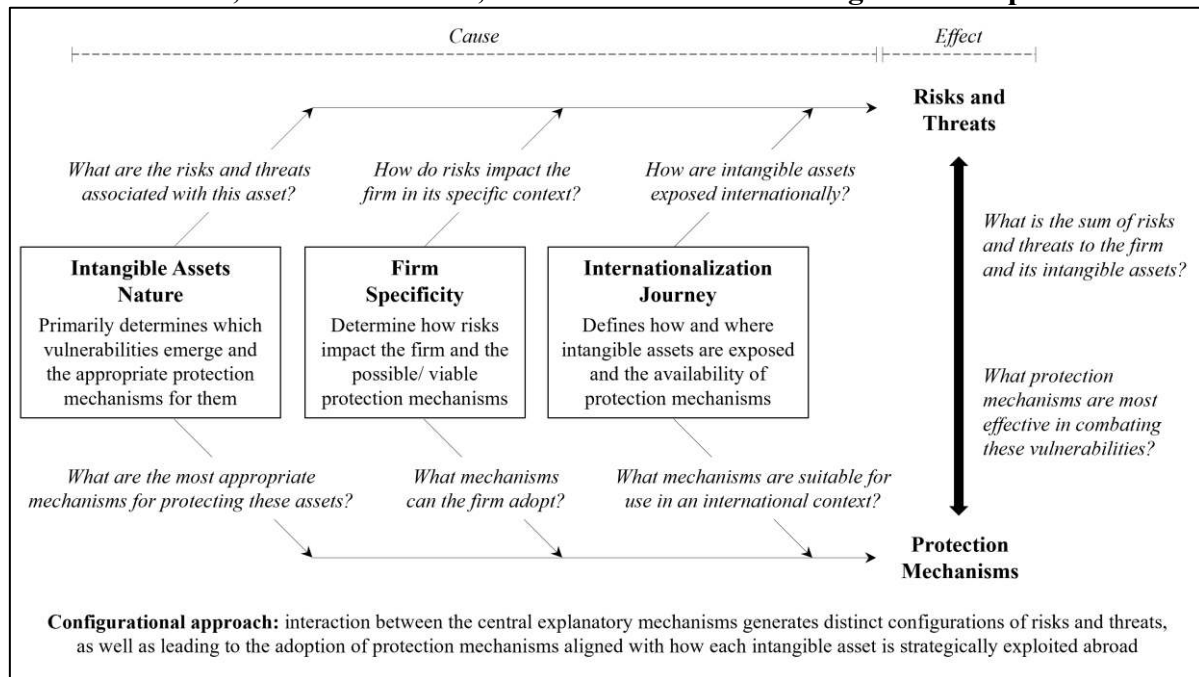 Cause
Effect
Risks and
Threats
What are the risks and threats
associated with this asset?
How do risks impact the
firm in its specific context?
How are intangible assets
exposed internationally?
What is the sum of risks
and threats to the firm
and its intangible assets?
Intangible Assets
Nature
Primarily determines which
vulnerabilities emerge and
the appropriate protection
mechanisms for them
Firm
Specificity
Determine how risks
impact the firm and the
possible/ viable
protection mechanisms
Internationalization
Journey
Defines how and where
intangible assets are exposed
and the availability of
protection mechanisms
What protection
mechanisms are most
effective in combating
these vulnerabilities?
What are the most appropriate
mechanisms for protecting these assets?
What mechanisms
can the firm adopt?
What mechanisms are suitable for
use in an international context?
Protection
Mechanisms
Configurational approach: interaction between the central explanatory mechanisms generates distinct configurations of risks and threats,
as well as leading to the adoption of protection mechanisms aligned with how each intangible asset is strategically exploited abroad